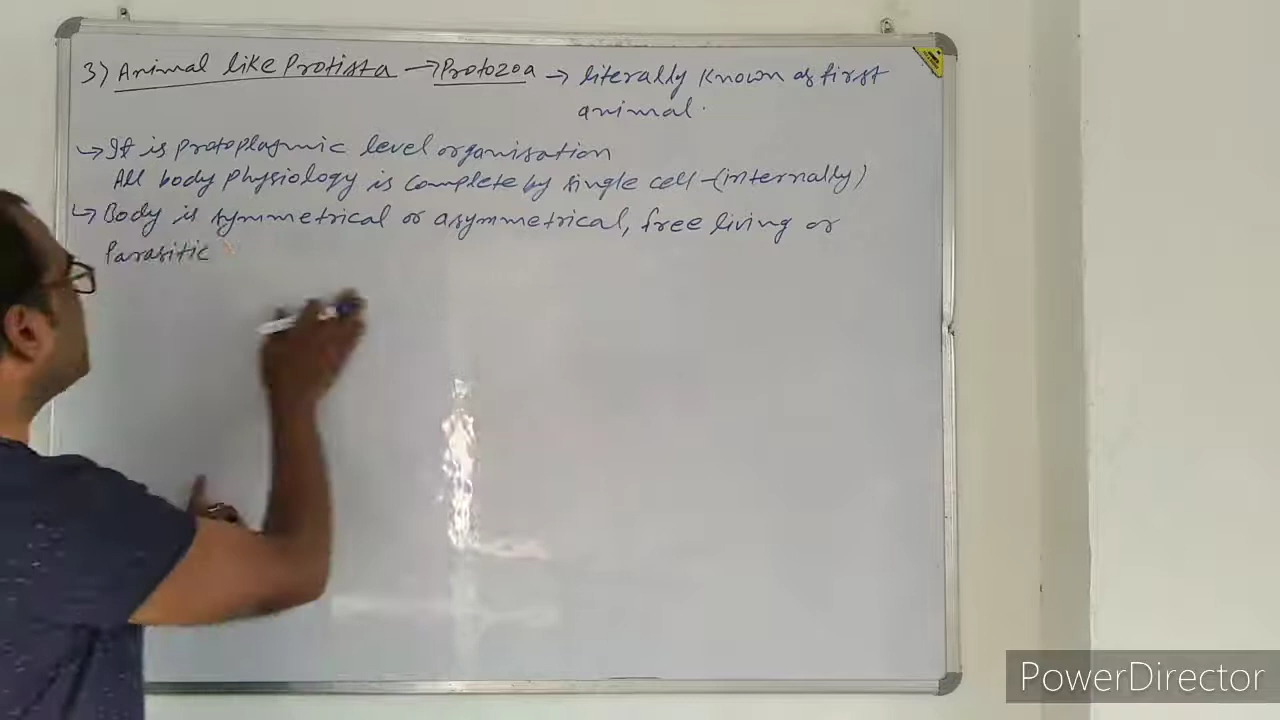 3) Animal like Protista → Protozoa → literally known as first
animal.
↳ It is protoplasmic level organisation
All body physiology is complete by single cell - (internally)
↳ Body is symmetrical or asymmetrical, free living or
Parasitic
PowerDirector